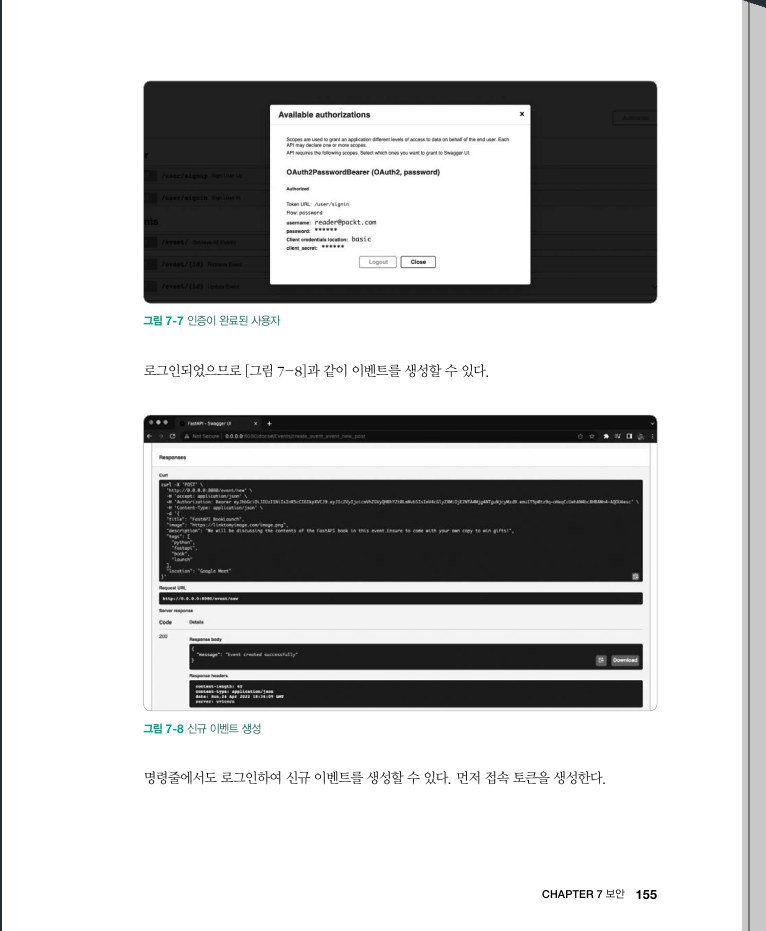 Available authorizations
x
Authorize
Scopes are used to grant an application different levels of access to data on behalf of the end user. Each
API may declare one or more scopes.
API requires the following scopes. Select which ones you want to grant to Swagger UI.
OAuth2PasswordBearer (OAuth2, password)
Authorized
Token URL: /user/signin
Flow: password
username: reader@packt.com
password: ******
Client credentials location: basic
client_secret: ******
Logout Close
/user/signup
/user/signin
/event/ Retrieve All Events
/event/{id} Retrieve Event
/event/{id} Update Event
그림 7-7 인증이 완료된 사용자
로그인되었으므로 [그림 7-8]과 같이 이벤트를 생성할 수 있다.
FastAPI - Swagger UI x +
Not Secure | 0.0.0.0:8080/docs#/Events/create_event_event_new_post
Responses
Curl
curl -X 'POST' \
'http://0.0.0.0:8080/event/new' \
-H 'accept: application/json' \
-H 'Authorization: Bearer
-H 'Content-Type: application/json' \
-d '{
"title": "FastAPI BookLaunch",
"image": "https://linktomyimage.com/image.png",
"description": "We will be discussing the contents of the FastAPI book in this event.Ensure to come with your own copy to win gifts!",
"tags": [
"python",
"fastapi",
"book",
"launch"
],
"location": "Google Meet"
}'
Request URL
http://0.0.0.0:8080/event/new
Server response
Code Details
200
Response body
{
"message": "Event created successfully"
}
Download
Response headers
content-length: 40
content-type: application/json
date: Sun,24 Apr 2022 18:34:09 GMT
server: uvicorn
그림 7-8 신규 이벤트 생성
명령줄에서도 로그인하여 신규 이벤트를 생성할 수 있다. 먼저 접속 토큰을 생성한다.
CHAPTER 7 보안 155